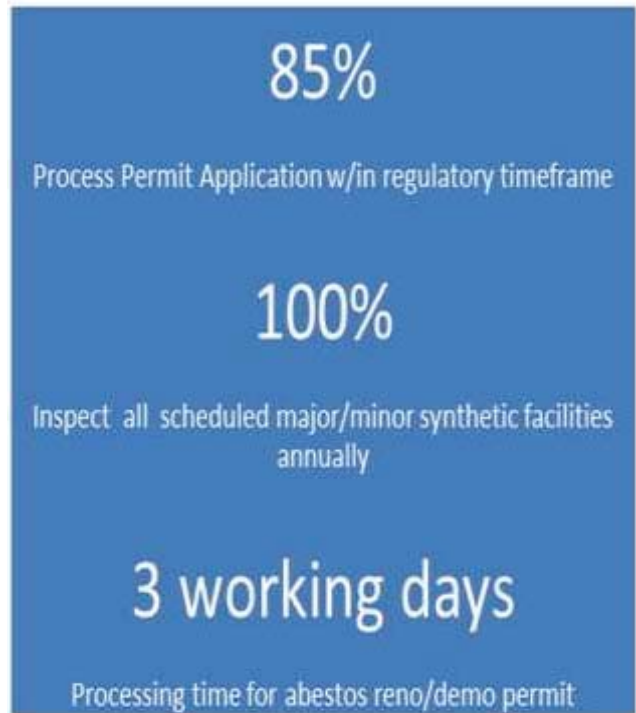 85%
Process Permit Application w/in regulatory timeframe
100%
Inspect all scheduled major/minor synthetic facilities
annually
3 working days
Processing time for abestos reno/demo permit